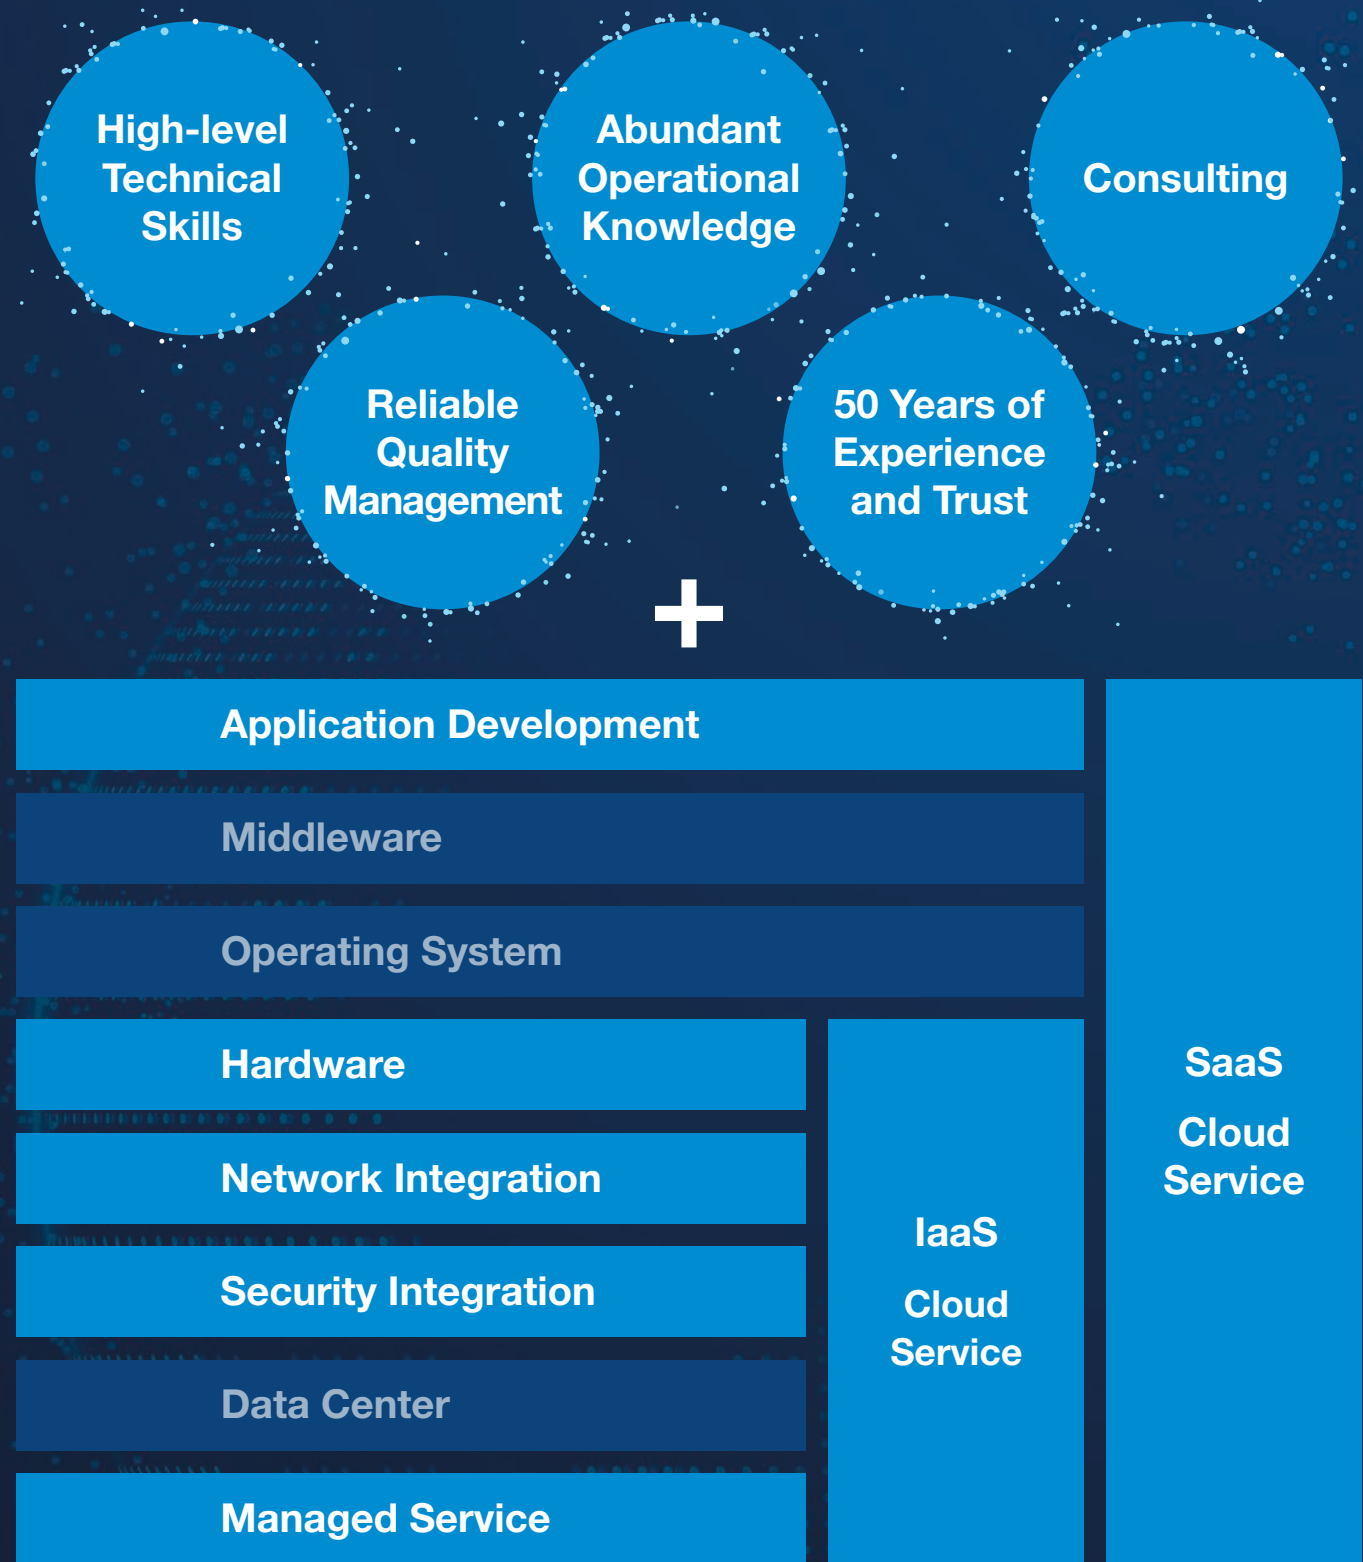 High-level
Technical
Skills
Abundant
Operational
Knowledge
Consulting
Reliable
Quality
Management
50 Years of
Experience
and Trust
+
Application Development
Middleware
Operating System
Hardware
Network Integration
Security Integration
Data Center
Managed Service
IaaS
Cloud
Service
SaaS
Cloud
Service